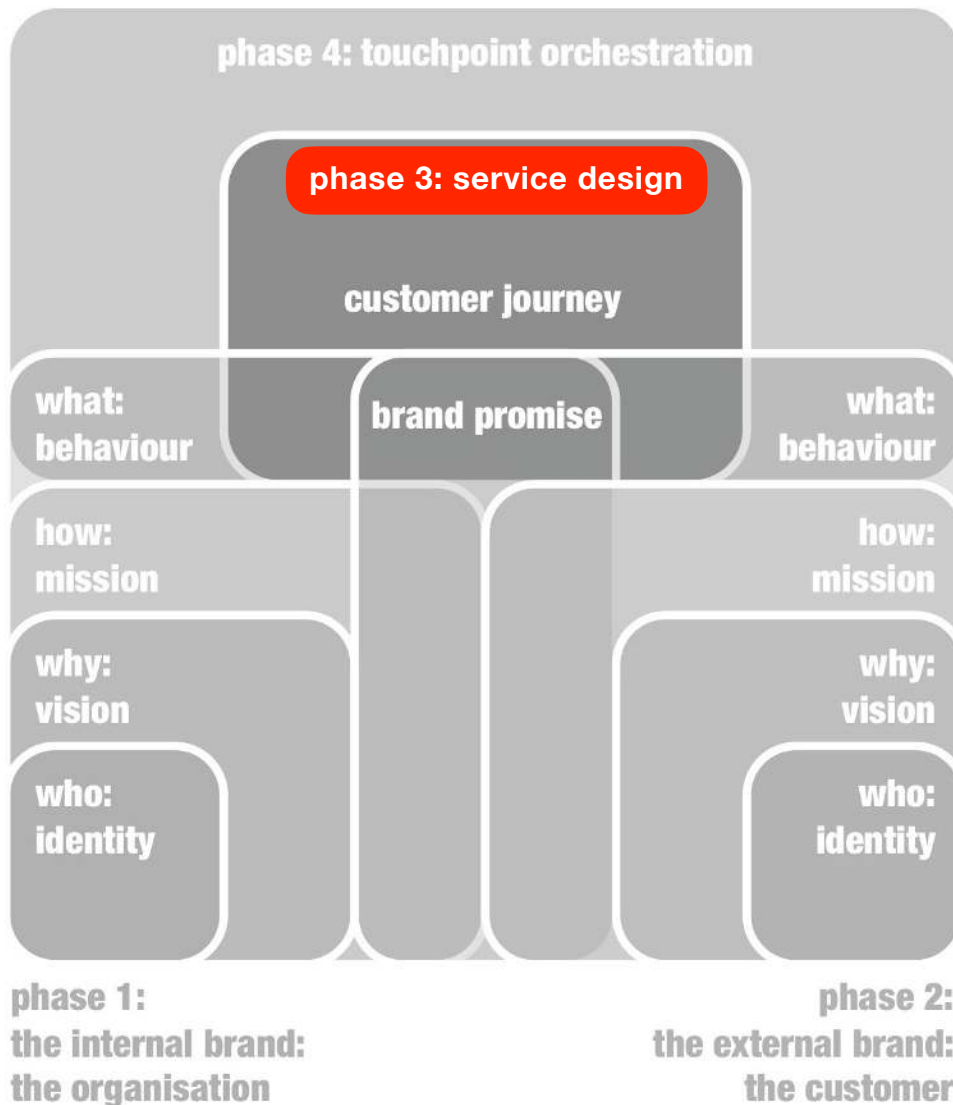 phase 4: touchpoint orchestration
phase 3: service design
customer journey
brand promise
what:
behaviour
what:
behaviour
how:
mission
how:
mission
why:
vision
why:
vision
who:
identity
who:
identity
phase 1:
the internal brand:
the organisation
phase 2:
the external brand:
the customer